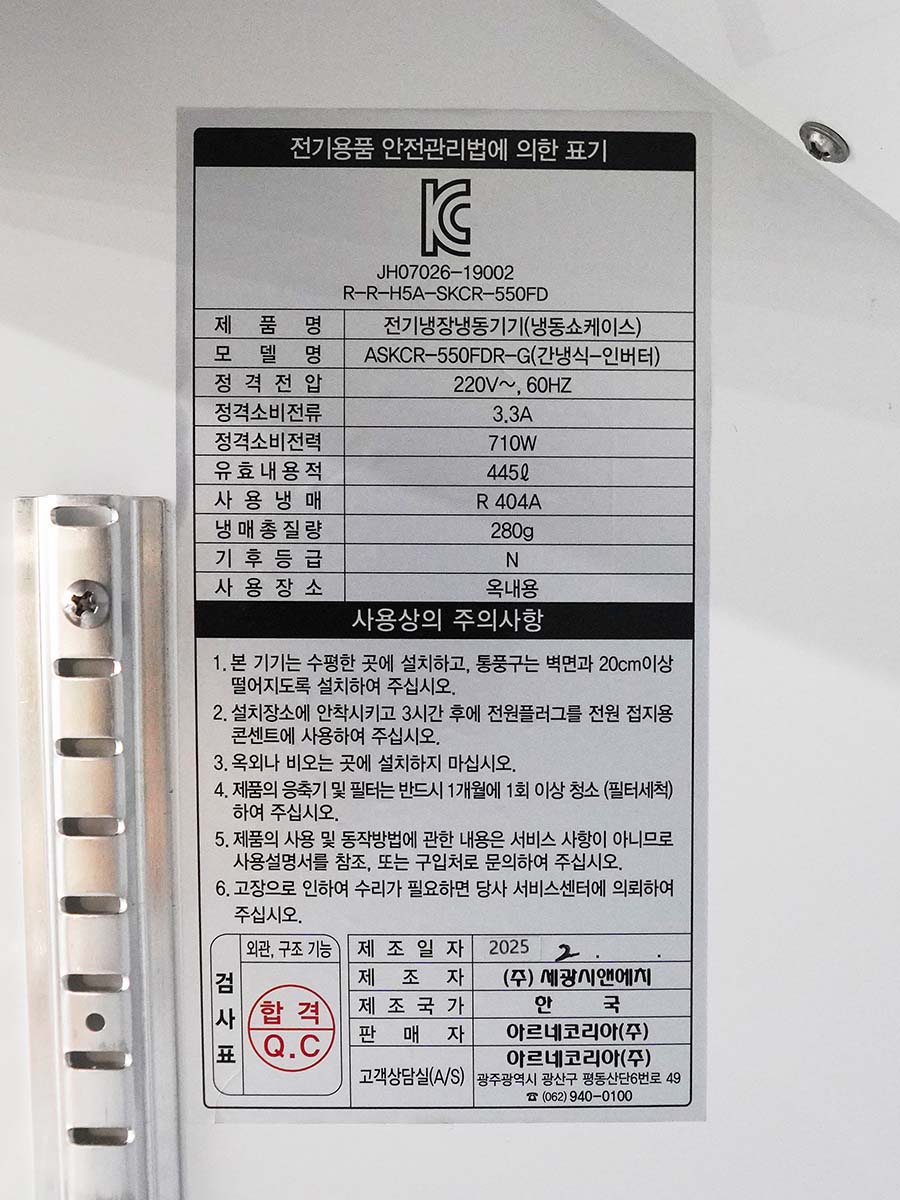 전기용품 안전관리법에 의한 표기
JH07026-19002
R-R-H5A-SKCR-550FD
제 품 명 전기냉장냉동기기(냉동쇼케이스)
모 델 명 ASKCR-550FDR-G(간냉식-인버터)
정 격 전 압 220V～, 60HZ
정격소비전류 3.3A
정격소비전력 710W
유효내용적 445ℓ
사 용 냉 매 R 404A
냉매총질량 280g
기 후 등 급 N
사 용 장 소 옥내용
사용상의 주의사항
1. 본 기기는 수평한 곳에 설치하고, 통풍구는 벽면과 20cm이상
떨어지도록 설치하여 주십시오.
2. 설치장소에 안착시키고 3시간 후에 전원플러그를 전원 접지용
콘센트에 사용하여 주십시오.
3. 옥외나 비오는 곳에 설치하지 마십시오.
4. 제품의 응축기 및 필터는 반드시 1개월에 1회 이상 청소 (필터세척)
하여 주십시오.
5. 제품의 사용 및 동작방법에 관한 내용은 서비스 사항이 아니므로
사용설명서를 참조, 또는 구입처로 문의하여 주십시오.
6. 고장으로 인하여 수리가 필요하면 당사 서비스센터에 의뢰하여
주십시오.
검사표
외관, 구조 기능
합 격
Q.C
제 조 일 자 2025 2 . .
제 조 자 (주) 세광시앤에치
제 조 국 가 한 국
판 매 자 아르네코리아(주)
고객상담실(A/S) 아르네코리아(주)
광주광역시 광산구 평동산단6번로 49
☎ (062) 940-0100